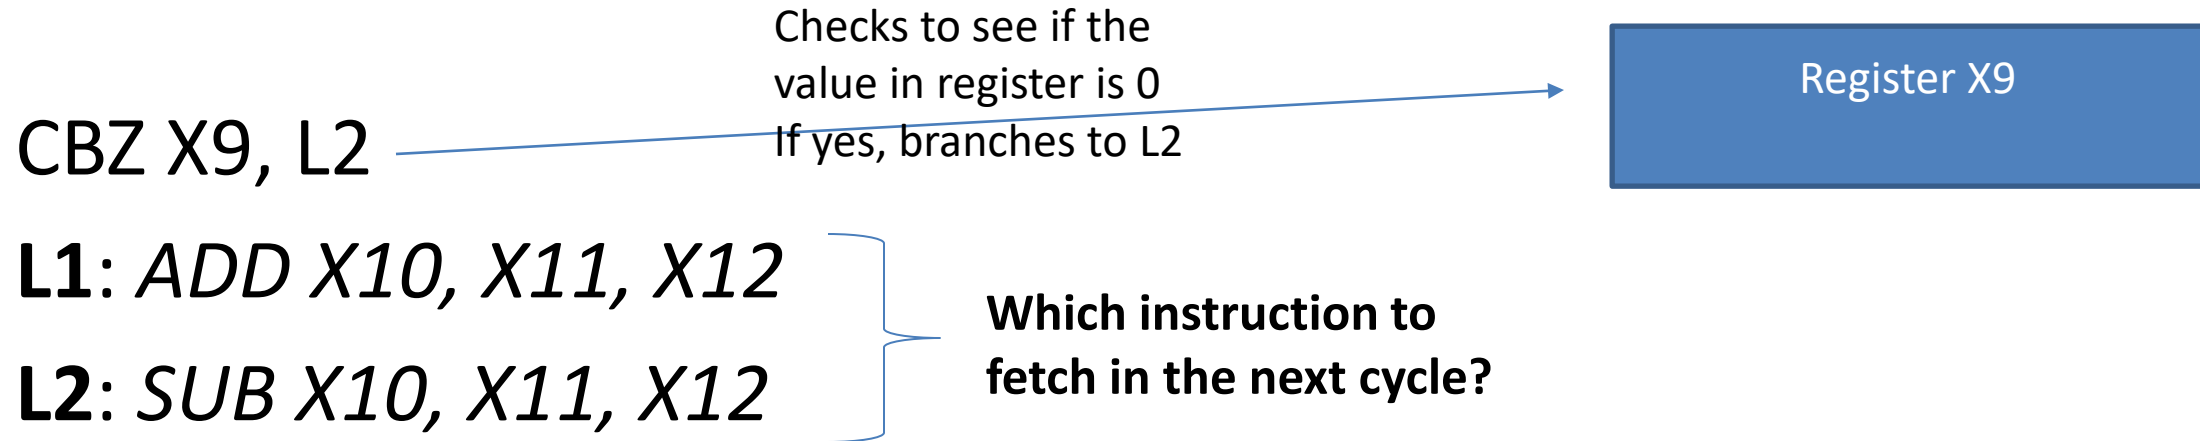 Checks to see if the
value in register is 0
If yes, branches to L2
Register X9
CBZ X9, L2
L1: ADD X10, X11, X12
L2: SUB X10, X11, X12
Which instruction to
fetch in the next cycle?